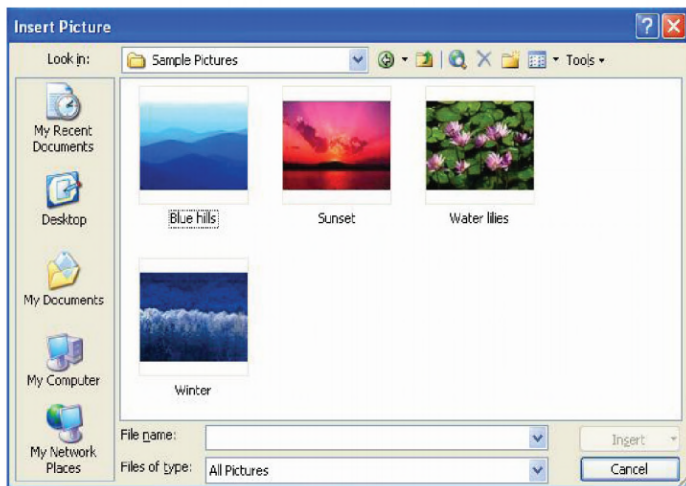 Insert Picture
Look in:
Sample Pictures
Tools
My Recent
Documents
Desktop
My Documents
My Computer
My Network
Places
Blue hills
Sunset
Water lilies
Winter
File name:
Insert
Files of type:
All Pictures
Cancel